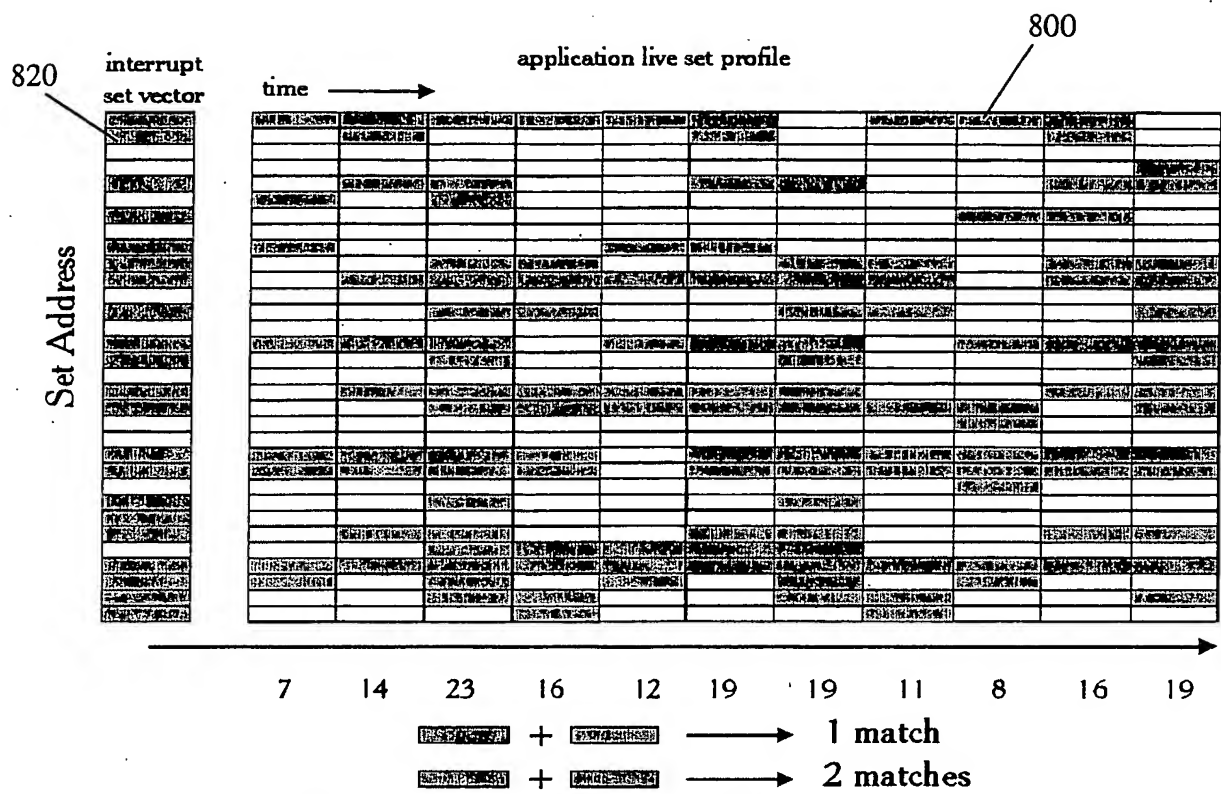 800
820
interrupt
set vector
application live set profile
time
Set Address
7 14 23 16 12 19 19 11 8 16 19
+ 1 match
+ 2 matches